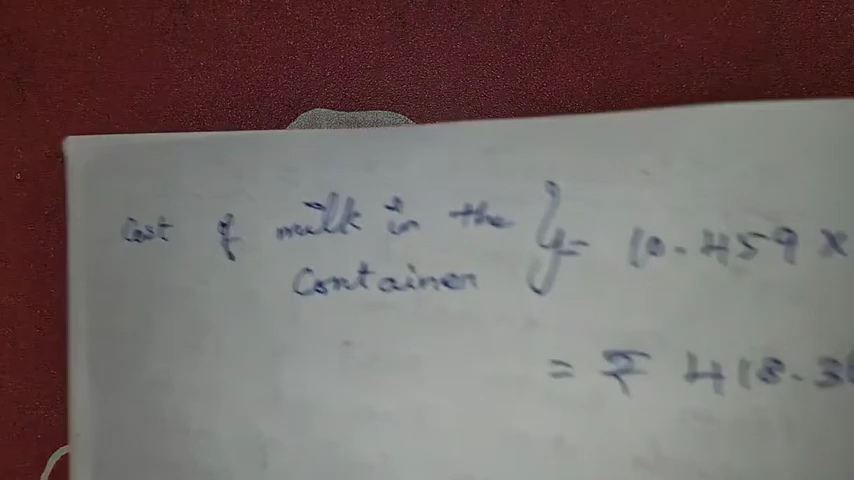 Cost of milk in the } = 10.459 x
Container
= ₹ 418.3